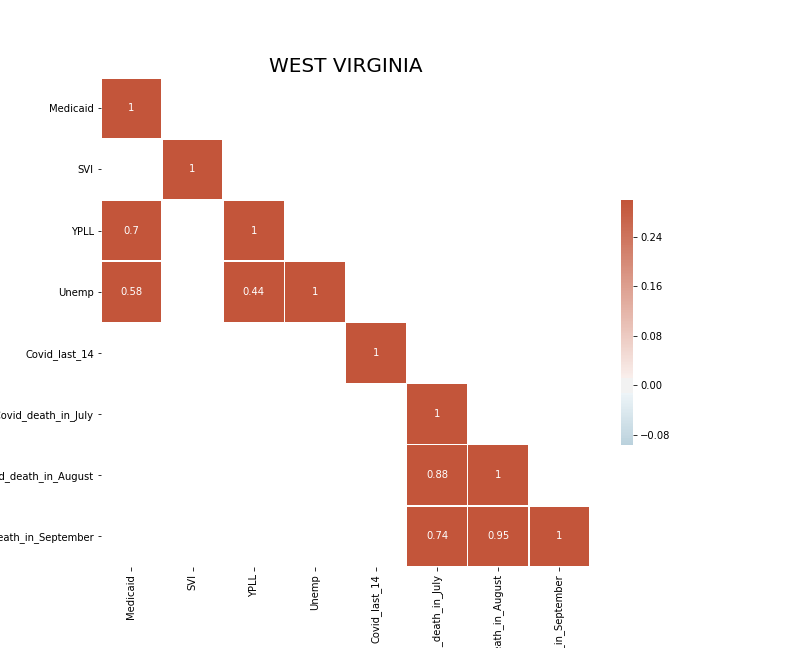 WEST VIRGINIA
Medicaid 1
SVI 1
YPLL 0.7 1
Unemp 0.58 0.44 1
Covid_last_14 1
ovid_death_in_July 1
d_death_in_August 0.88 1
eath_in_September 0.74 0.95 1
0.24
0.16
0.08
0.00
−0.08
Medicaid
SVI
YPLL
Unemp
Covid_last_14
_death_in_July
ath_in_August
_in_September